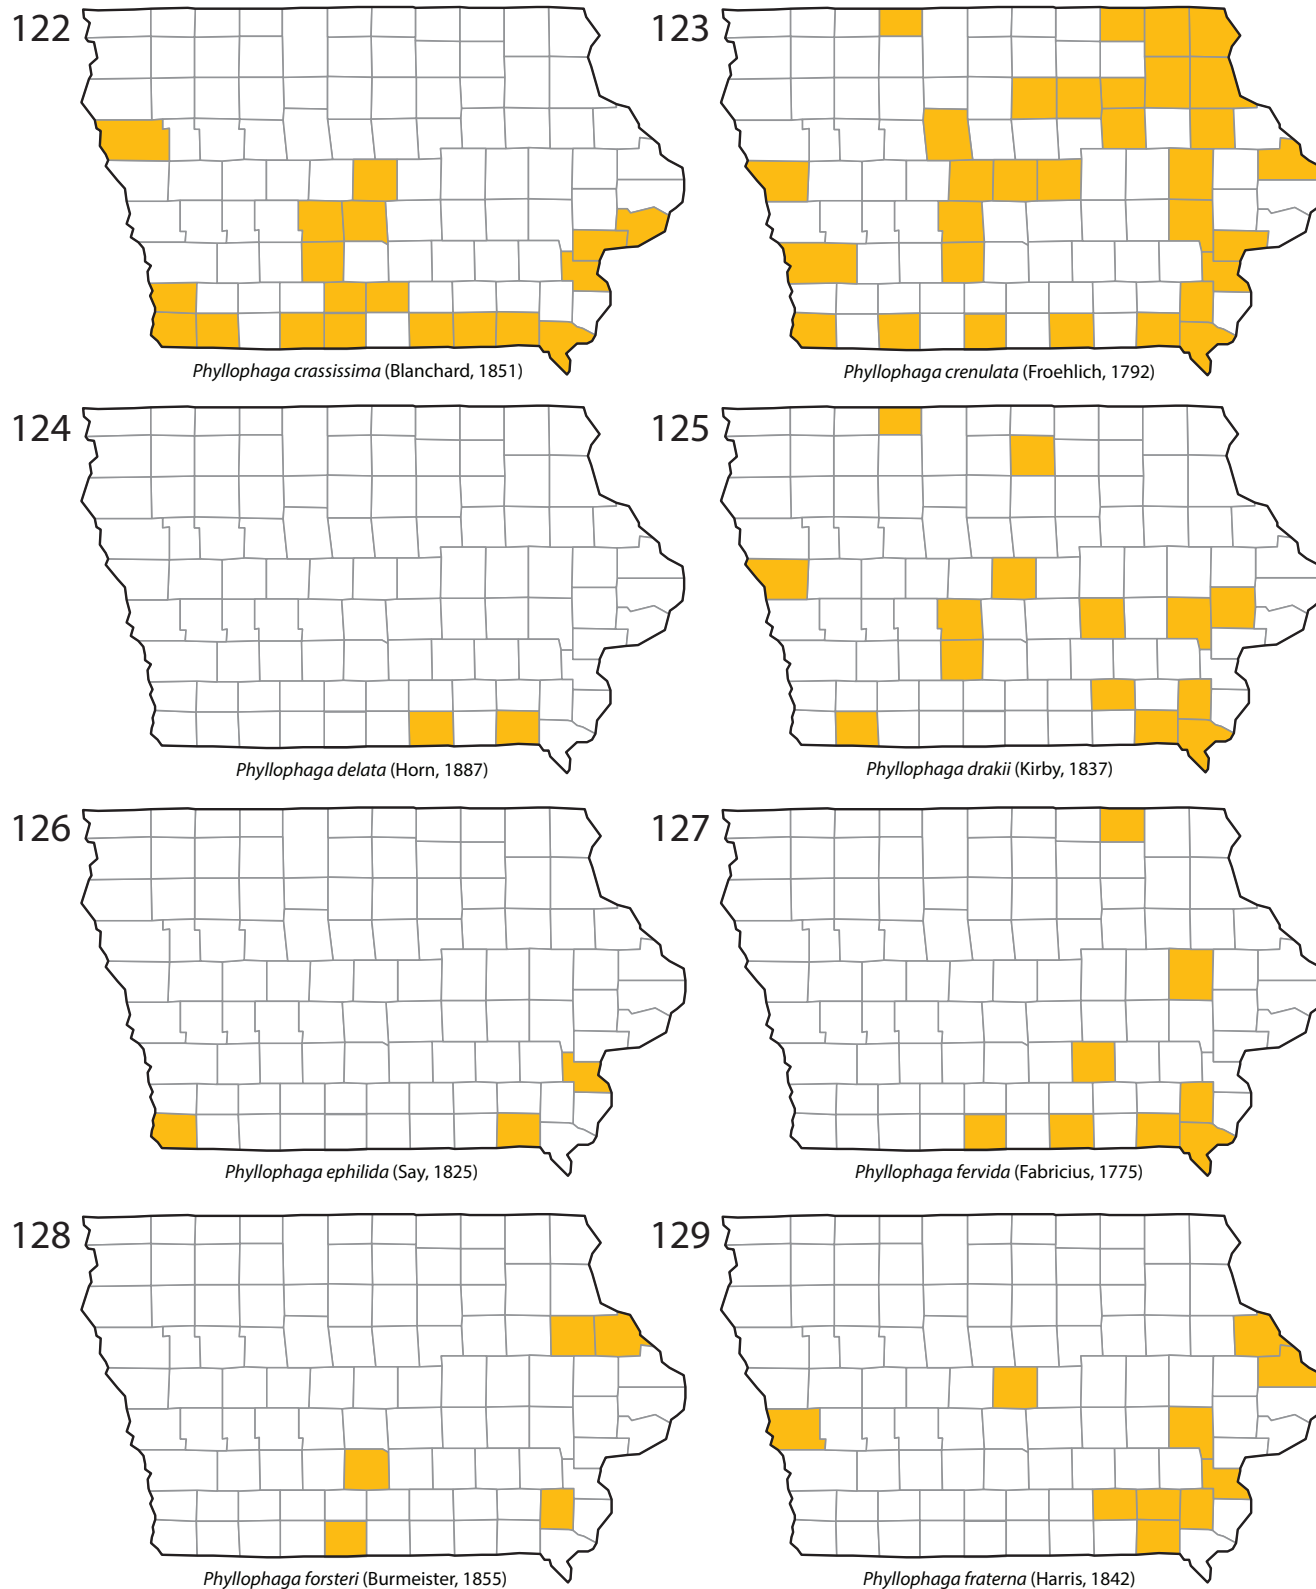 122
123
Phyllophaga crassissima (Blanchard, 1851)
Phyllophaga crenulata (Froehlich, 1792)
124
125
Phyllophaga delata (Horn, 1887)
Phyllophaga drakii (Kirby, 1837)
126
127
Phyllophaga ephilida (Say, 1825)
Phyllophaga fervida (Fabricius, 1775)
128
129
Phyllophaga forsteri (Burmeister, 1855)
Phyllophaga fraterna (Harris, 1842)